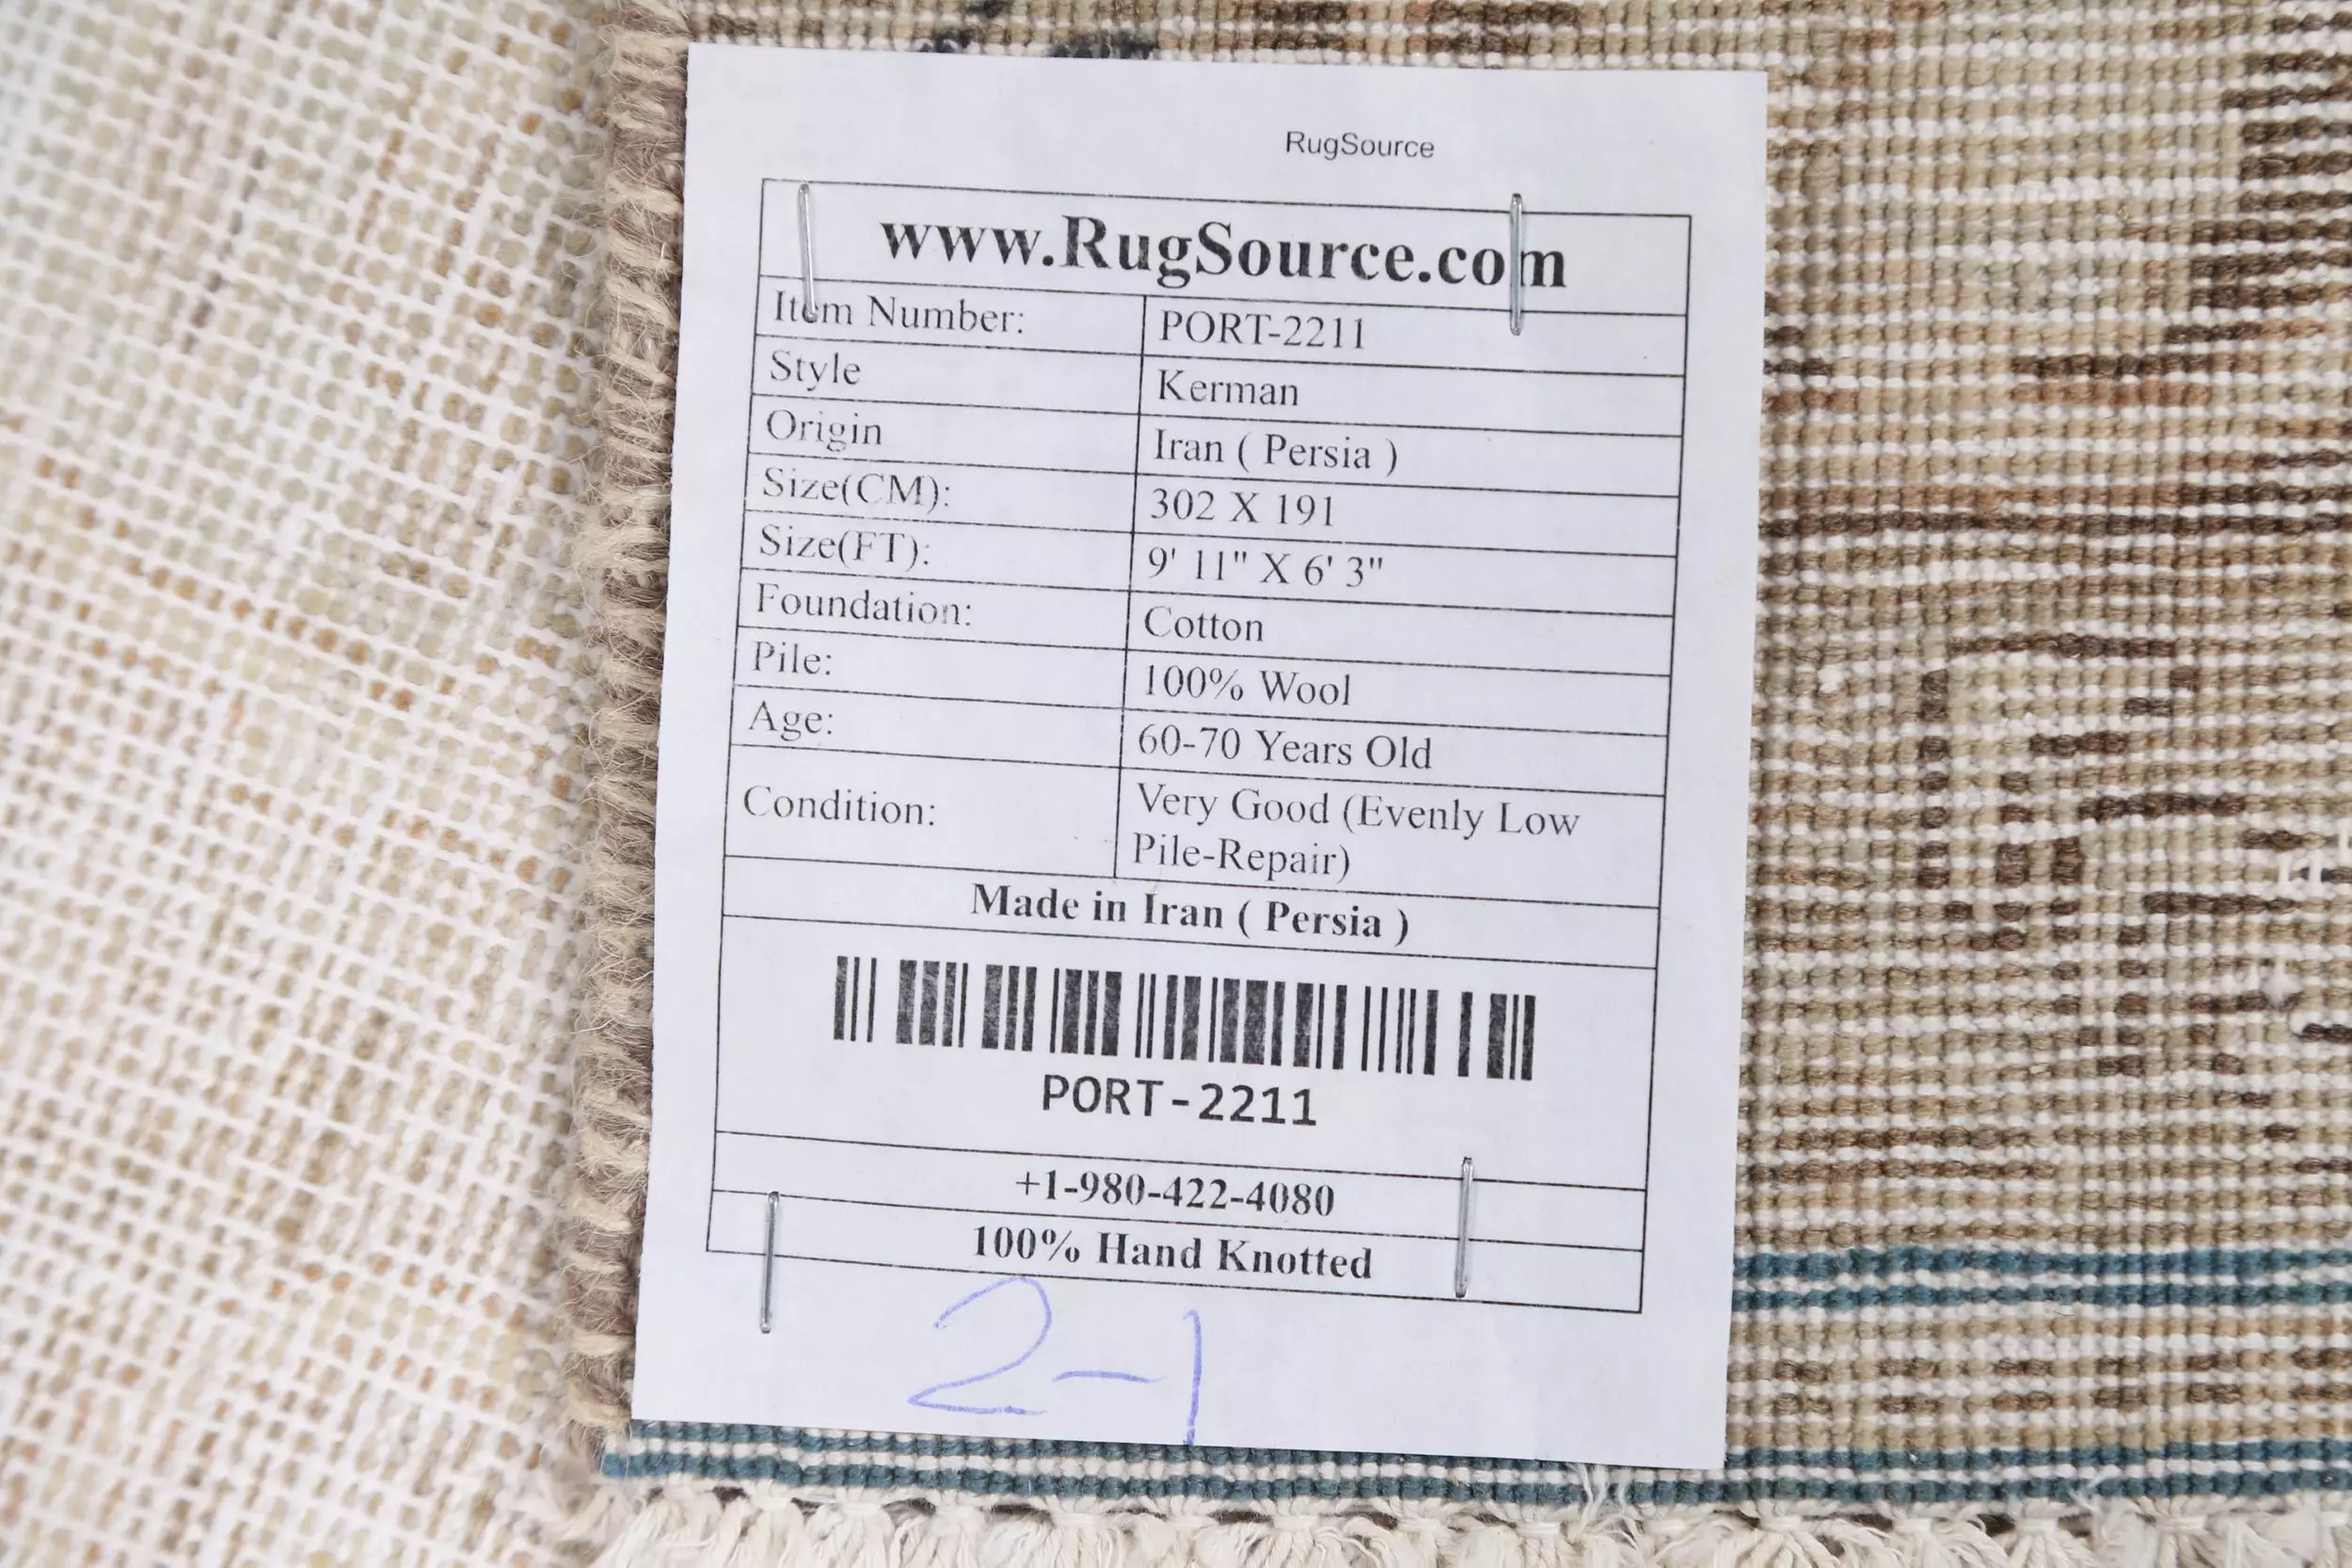 RugSource
www.RugSource.com
Item Number: PORT-2211
Style Kerman
Origin Iran ( Persia )
Size(CM): 302 X 191
Size(FT): 9' 11" X 6' 3"
Foundation: Cotton
Pile: 100% Wool
Age: 60-70 Years Old
Condition: Very Good (Evenly Low
Pile-Repair)
Made in Iran ( Persia )
PORT-2211
+1-980-422-4080
100% Hand Knotted
2-1